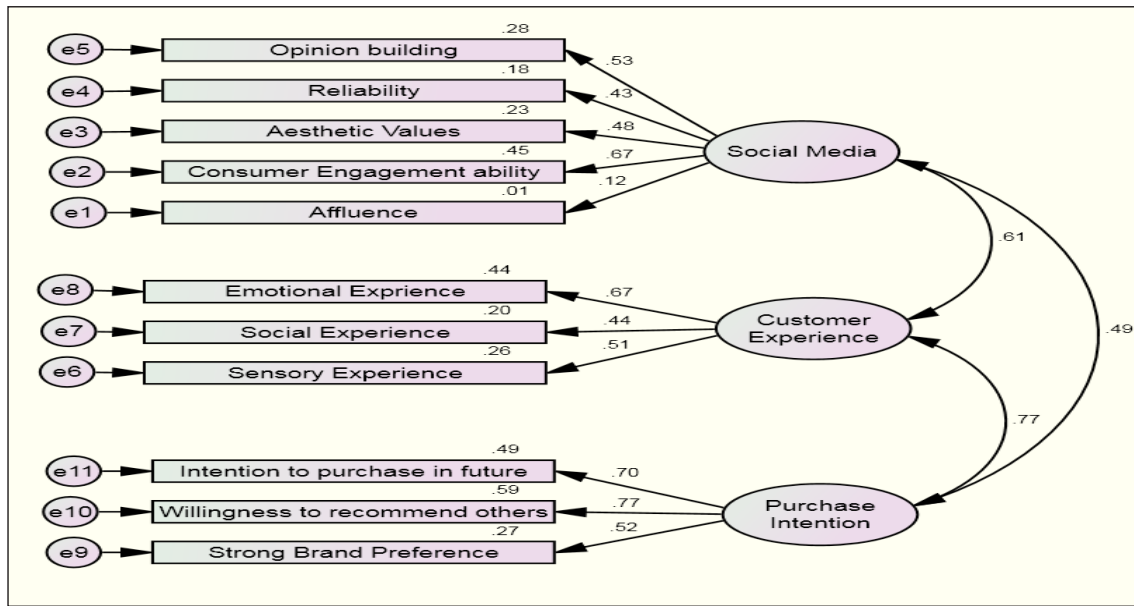 .28
e5
Opinion building
.53
.18
e4
Reliability
.43
.23
e3
Aesthetic Values
.48
Social Media
.45
e2
Consumer Engagement ability
.67
.01
e1
Affluence
.12
.61
.44
e8
Emotional Exprience
.67
.20
e7
Social Experience
.44
Customer
Experience
.49
.26
e6
Sensory Experience
.51
.77
.49
e11
Intention to purchase in future
.70
.59
e10
Willingness to recommend others
.77
Purchase
Intention
.27
e9
Strong Brand Preference
.52